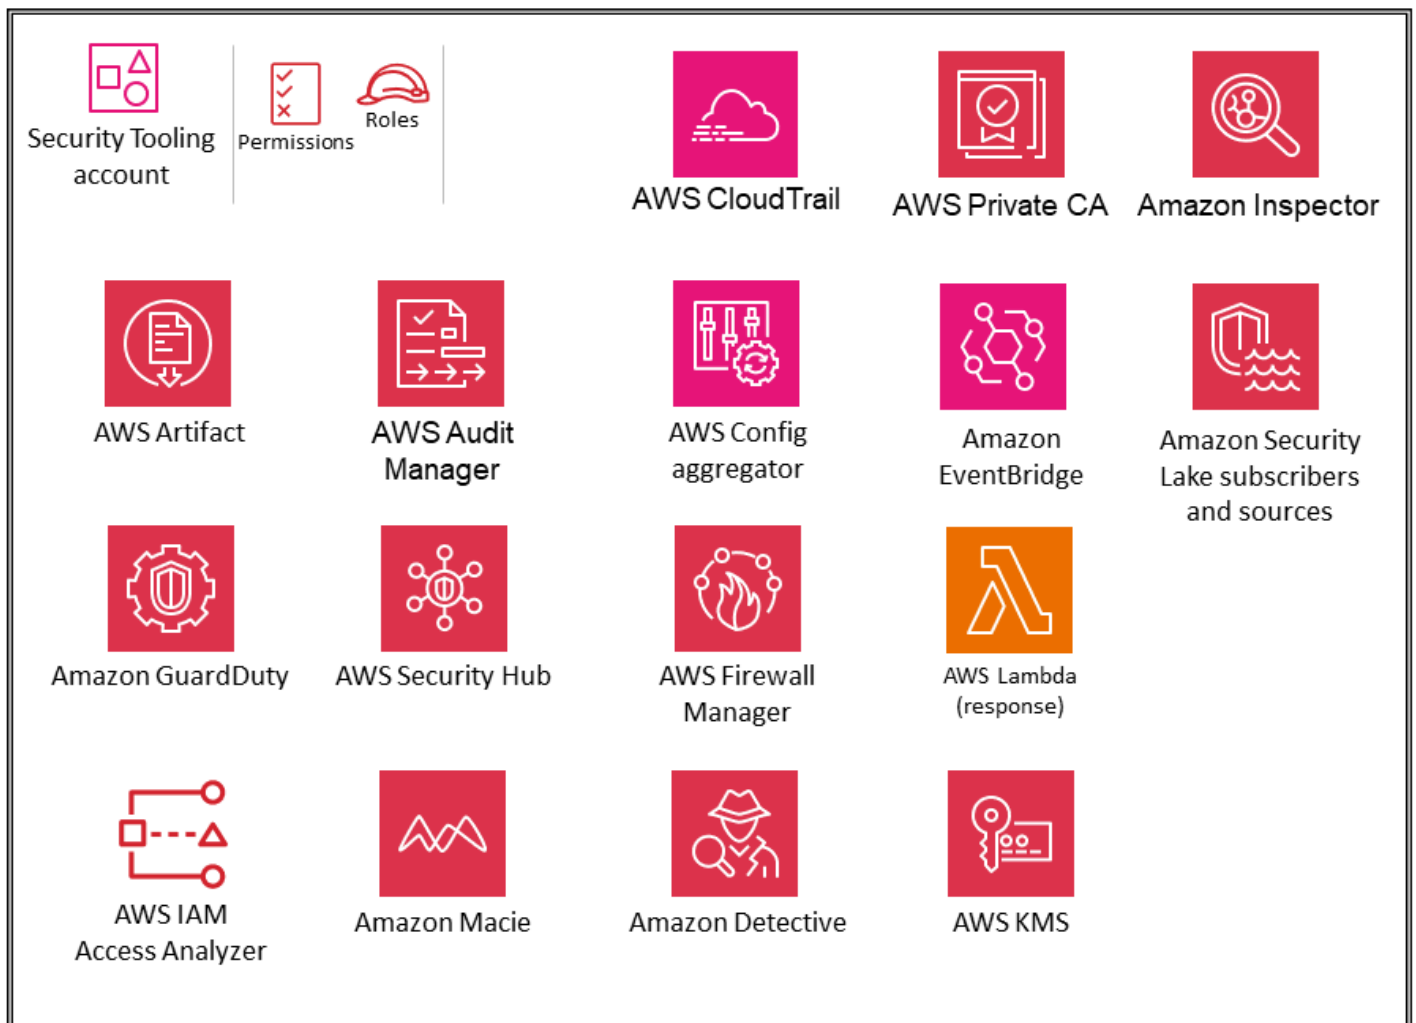 Security Tooling
account
Permissions
Roles
AWS CloudTrail
AWS Private CA
Amazon Inspector
AWS Artifact
AWS Audit
Manager
AWS Config
aggregator
Amazon
EventBridge
Amazon Security
Lake subscribers
and sources
Amazon GuardDuty
AWS Security Hub
AWS Firewall
Manager
AWS Lambda
(response)
AWS IAM
Access Analyzer
Amazon Macie
Amazon Detective
AWS KMS